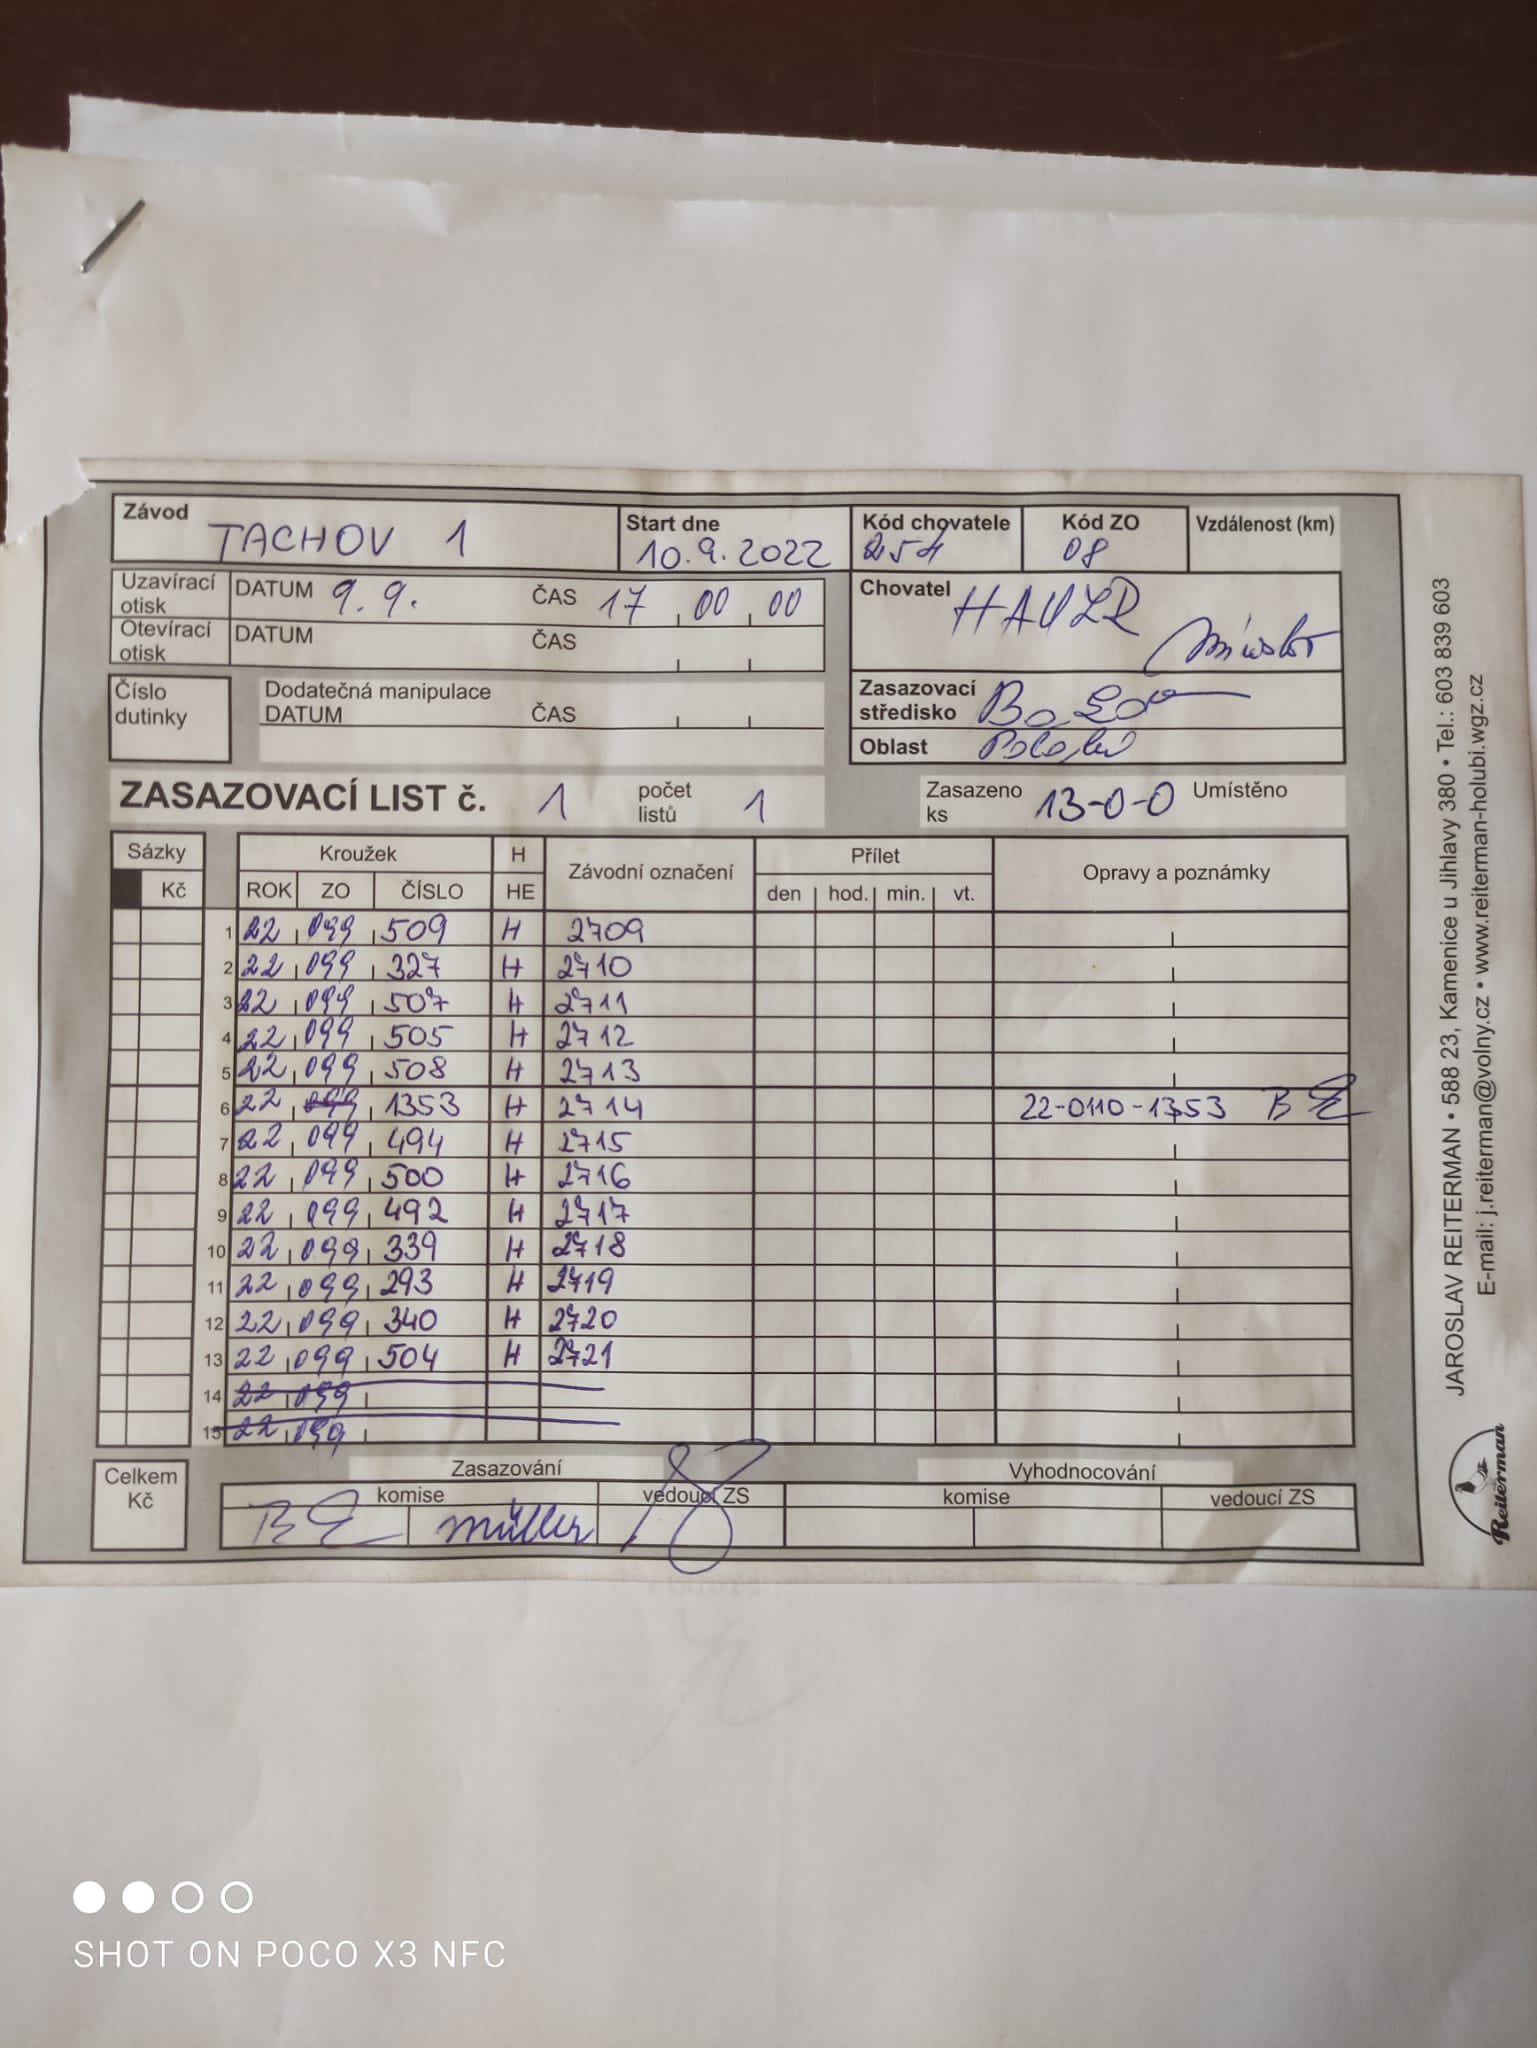 Závod TACHOV 1 Start dne 10.9.2022 Kód chovatele 254 Kód ZO 08 Vzdálenost (km)
Uzavírací otisk DATUM 9.9. ČAS 17 00 00
Otevírací otisk DATUM ČAS
Chovatel HAUZR
Číslo dutinky Dodatečná manipulace DATUM ČAS
Zasazovací středisko
Oblast
ZASAZOVACÍ LIST č. 1 počet listů 1 Zasazeno ks 13-0-0 Umístěno
Sázky Kroužek H Závodní označení Přílet Opravy a poznámky
Kč ROK ZO ČÍSLO HE den hod. min. vt.
1 22 099 509 H 2709
2 22 099 327 H 2710
3 22 099 507 H 2711
4 22 099 505 H 2712
5 22 099 508 H 2713
6 22 099 1353 H 2714 22-0110-1353
7 22 099 494 H 2715
8 22 099 500 H 2716
9 22 099 492 H 2717
10 22 099 339 H 2718
11 22 099 293 H 2719
12 22 099 340 H 2720
13 22 099 504 H 2721
14 22 099
15 22 099
Celkem Kč Zasazování Vyhodnocování
komise vedoucí ZS komise vedoucí ZS
Müller
JAROSLAV REITERMAN • 588 23, Kamenice u Jihlavy 380 • Tel.: 603 839 603
E-mail: j.reiterman@volny.cz • www.reiterman-holubi.wgz.cz
Reiterman
SHOT ON POCO X3 NFC